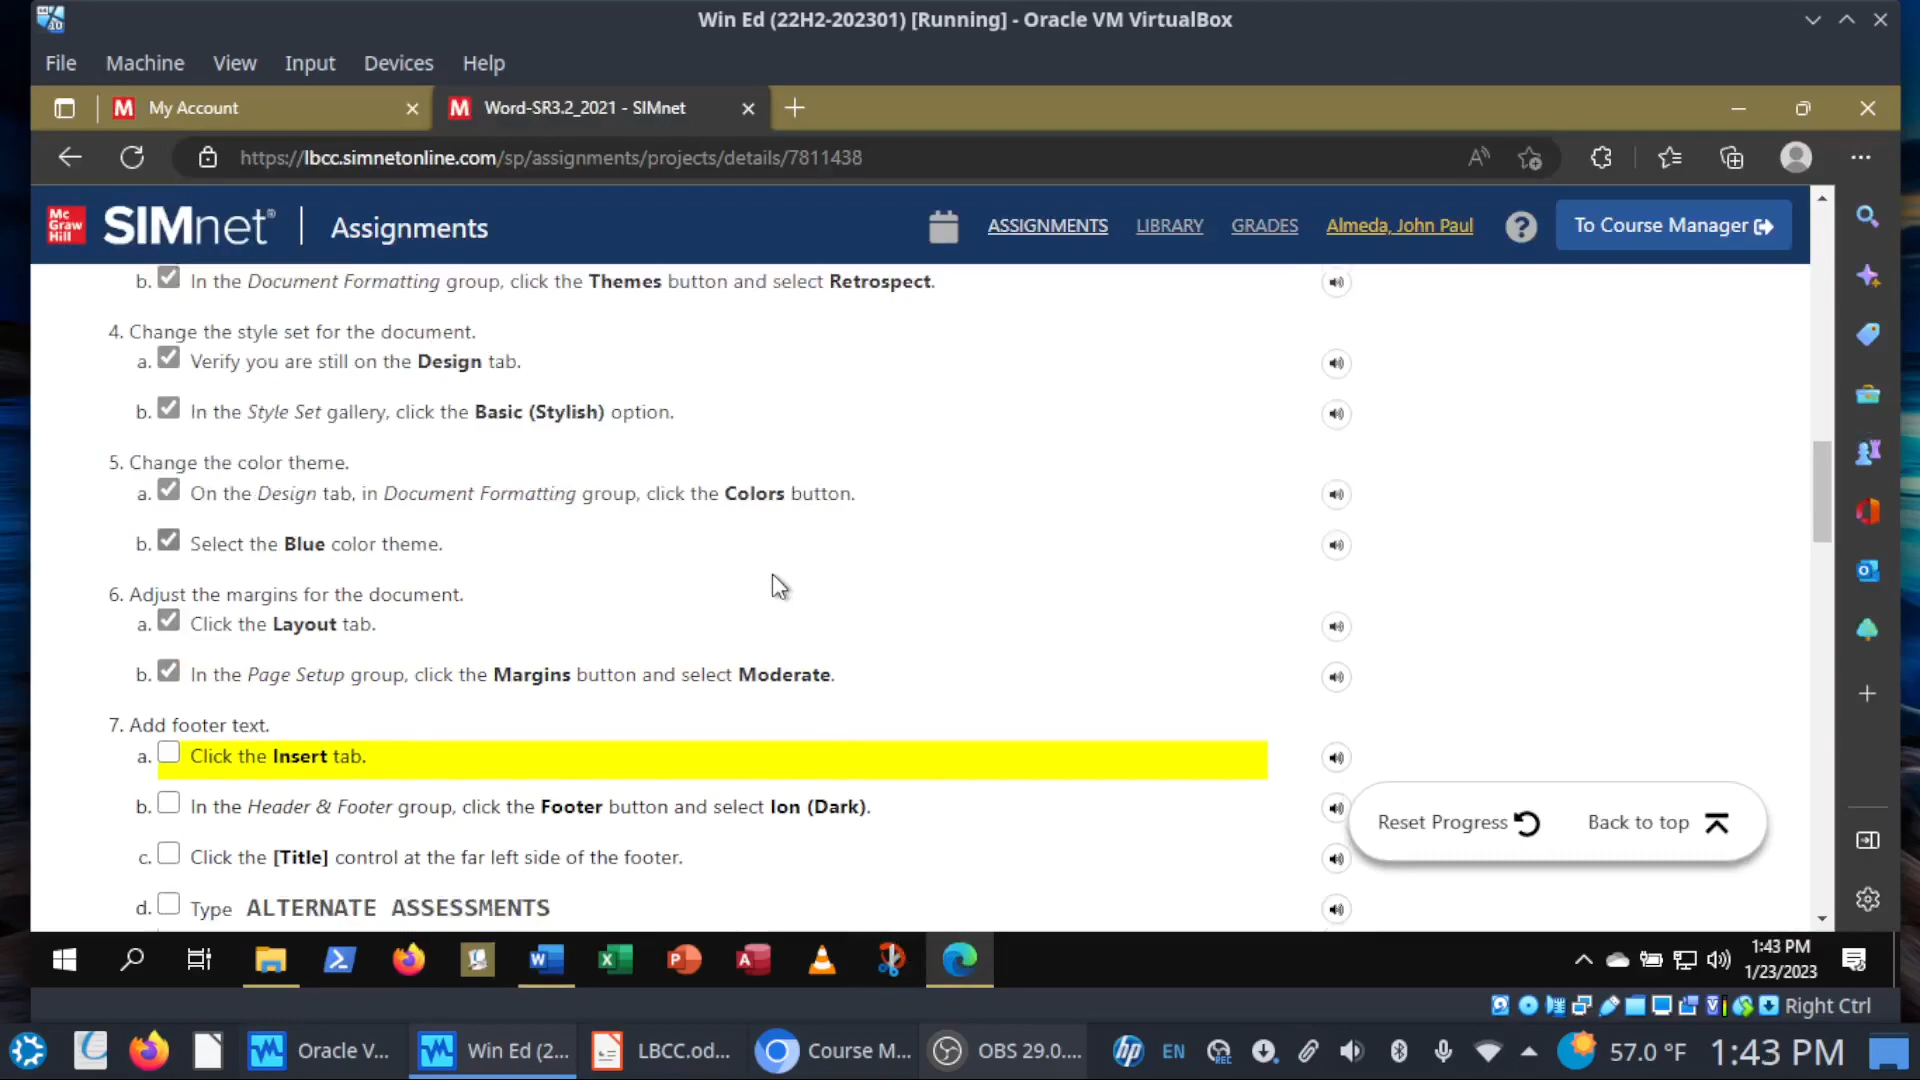 Win Ed (22H2-202301) [Running] - Oracle VM VirtualBox
File Machine View Input Devices Help
My Account
Word-SR3.2_2021 - SIMnet
https://lbcc.simnetonline.com/sp/assignments/projects/details/7811438
Mc Graw Hill
SIMnet® Assignments
ASSIGNMENTS LIBRARY GRADES Almeda, John Paul ? To Course Manager
b. In the Document Formatting group, click the Themes button and select Retrospect.
4. Change the style set for the document.
a. Verify you are still on the Design tab.
b. In the Style Set gallery, click the Basic (Stylish) option.
5. Change the color theme.
a. On the Design tab, in Document Formatting group, click the Colors button.
b. Select the Blue color theme.
6. Adjust the margins for the document.
a. Click the Layout tab.
b. In the Page Setup group, click the Margins button and select Moderate.
7. Add footer text.
a. Click the Insert tab.
b. In the Header & Footer group, click the Footer button and select Ion (Dark).
c. Click the [Title] control at the far left side of the footer.
d. Type ALTERNATE ASSESSMENTS
Reset Progress Back to top
1:43 PM
1/23/2023
Right Ctrl
Oracle V...
Win Ed (2...
LBCC.od...
Course M...
OBS 29.0....
EN
57.0 °F
1:43 PM